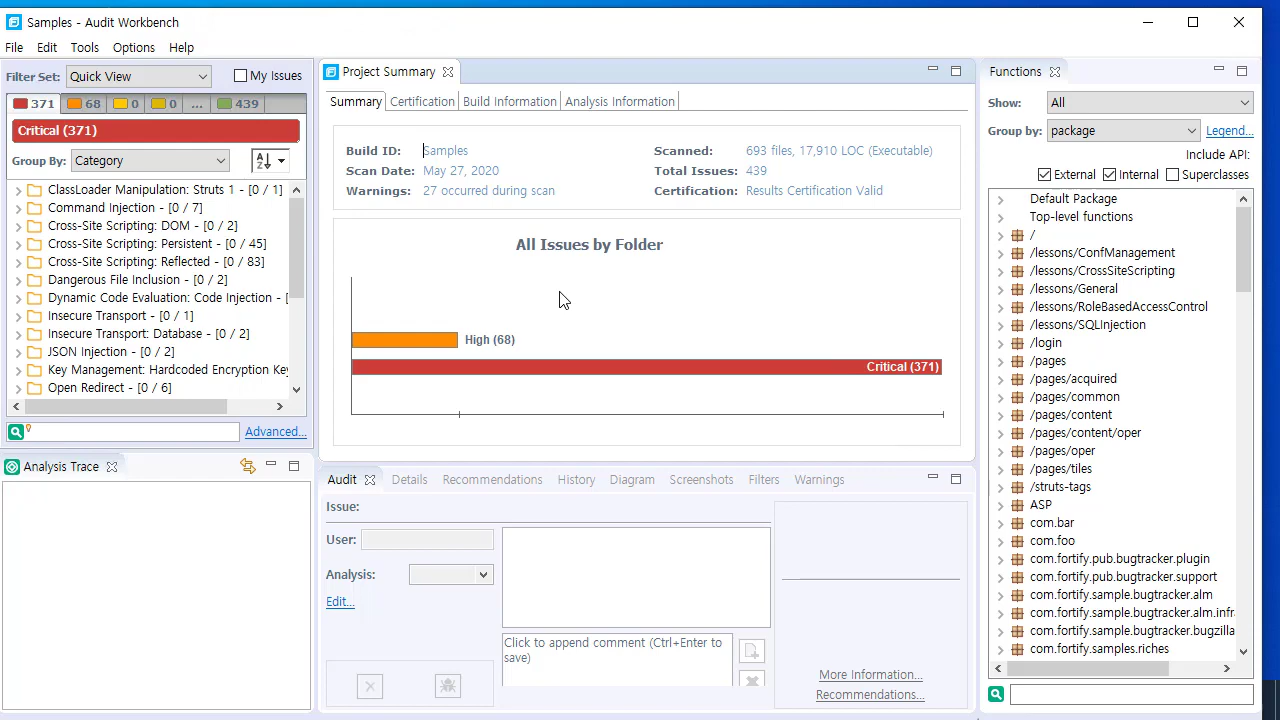 Samples - Audit Workbench
File Edit Tools Options Help
Filter Set: Quick View My Issues
371 68 0 0 ... 439
Critical (371)
Group By: Category
ClassLoader Manipulation: Struts 1 - [0 / 1]
Command Injection - [0 / 7]
Cross-Site Scripting: DOM - [0 / 2]
Cross-Site Scripting: Persistent - [0 / 45]
Cross-Site Scripting: Reflected - [0 / 83]
Dangerous File Inclusion - [0 / 2]
Dynamic Code Evaluation: Code Injection - [
Insecure Transport - [0 / 1]
Insecure Transport: Database - [0 / 2]
JSON Injection - [0 / 2]
Key Management: Hardcoded Encryption Key
Open Redirect - [0 / 6]
Advanced...
Analysis Trace
Project Summary
Summary Certification Build Information Analysis Information
Build ID: Samples
Scan Date: May 27, 2020
Warnings: 27 occurred during scan
Scanned: 693 files, 17,910 LOC (Executable)
Total Issues: 439
Certification: Results Certification Valid
All Issues by Folder
High (68)
Critical (371)
Audit Details Recommendations History Diagram Screenshots Filters Warnings
Issue:
User:
Analysis:
Edit...
Click to append comment (Ctrl+Enter to
save)
More Information...
Recommendations...
Functions
Show: All
Group by: package Legend...
Include API:
External Internal Superclasses
Default Package
Top-level functions
/
/lessons/ConfManagement
/lessons/CrossSiteScripting
/lessons/General
/lessons/RoleBasedAccessControl
/lessons/SQLInjection
/login
/pages
/pages/acquired
/pages/common
/pages/content
/pages/content/oper
/pages/oper
/pages/tiles
/struts-tags
ASP
com.bar
com.foo
com.fortify.pub.bugtracker.plugin
com.fortify.pub.bugtracker.support
com.fortify.sample.bugtracker.alm
com.fortify.sample.bugtracker.alm.infr
com.fortify.sample.bugtracker.bugzilla
com.fortify.samples.riches